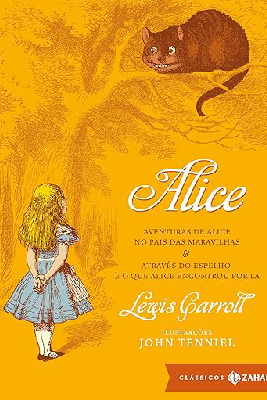 Alice
AVENTURAS DE ALICE
NO PAÍS DAS MARAVILHAS
&
ATRAVÉS DO ESPELHO
E O QUE ALICE ENCONTROU POR LÁ
Lewis Carroll
ILUSTRAÇÕES
JOHN TENNIEL
CLÁSSICOS ZAHAR